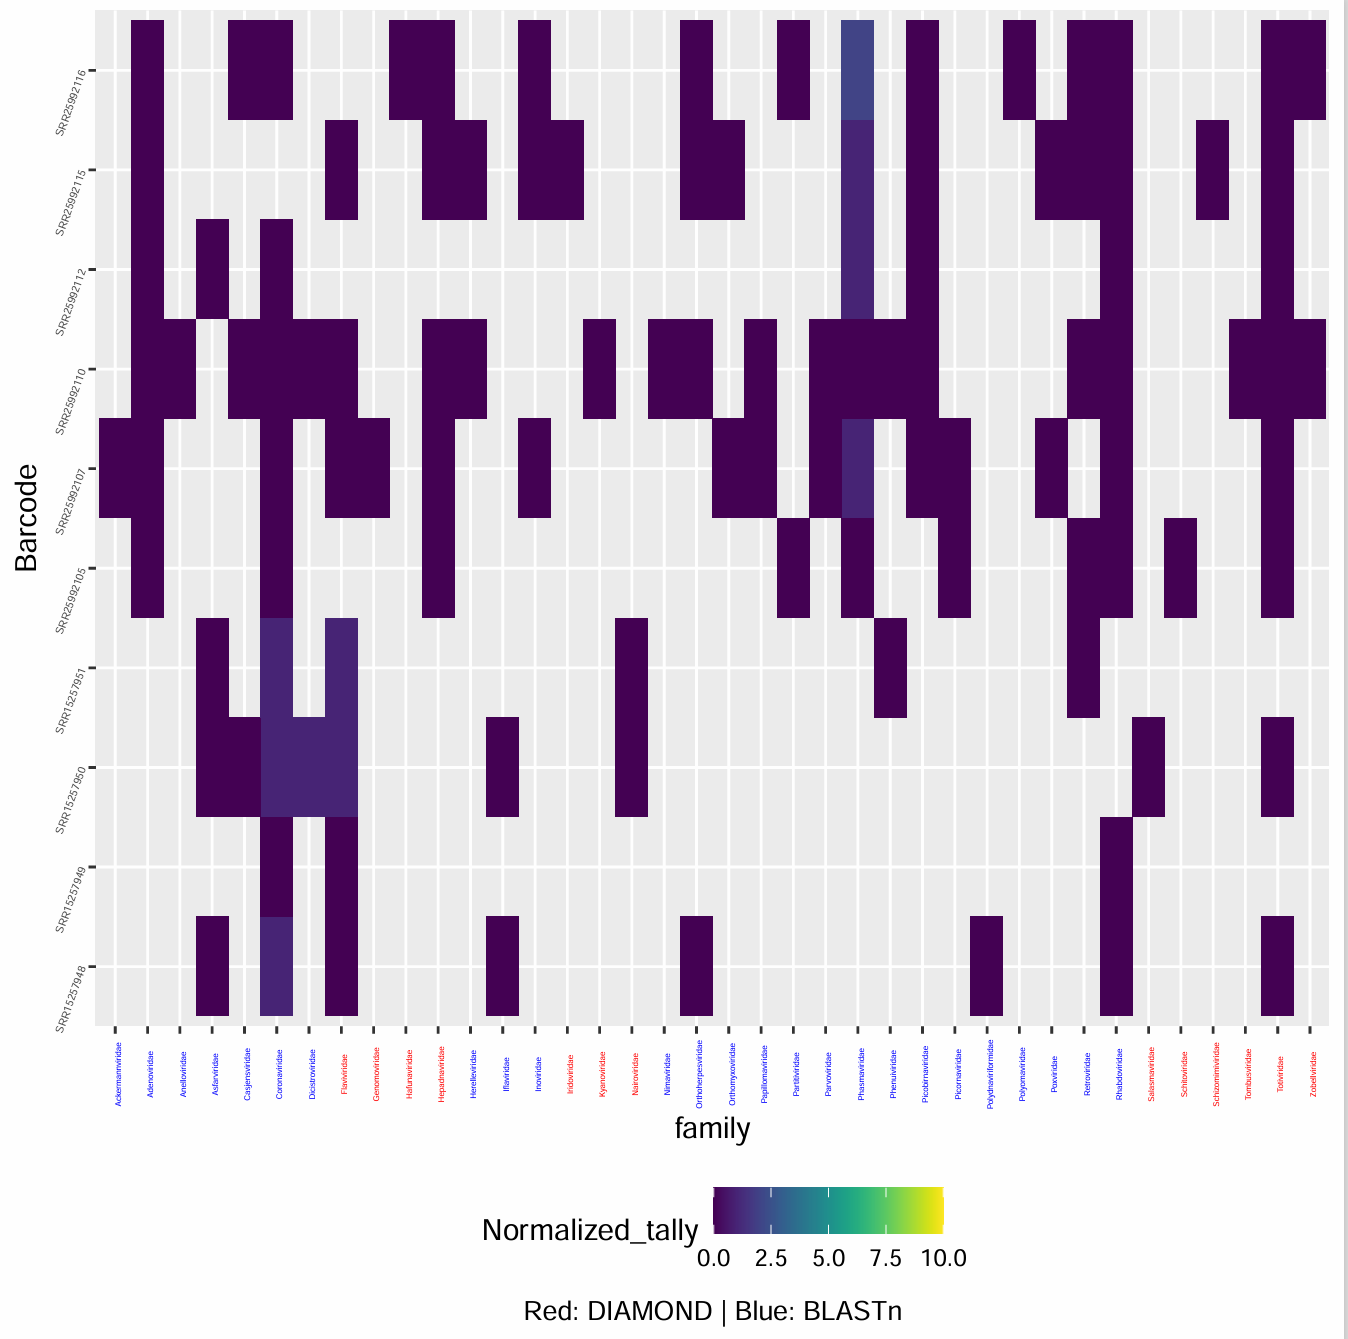 SRR25992116
SRR25992115
SRR25992112
SRR25992110
SRR25992107
SRR25992105
SRR15257951
SRR15257950
SRR15257949
SRR15257948
Barcode
Ackermannviridae
Adenoviridae
Anelloviridae
Asfarviridae
Casjensviridae
Coronaviridae
Dicistroviridae
Flaviviridae
Genomoviridae
Hafunaviridae
Hepadnaviridae
Herelleviridae
Iflaviridae
Inoviridae
Iridoviridae
Kyanoviridae
Nairoviridae
Nimaviridae
Orthoherpesviridae
Orthomyxoviridae
Papillomaviridae
Partitiviridae
Parvoviridae
Phasmaviridae
Phenuiviridae
Picobirnaviridae
Picornaviridae
Polydnaviriformidae
Polyomaviridae
Poxviridae
Retroviridae
Rhabdoviridae
Salasmaviridae
Schitoviridae
Schizomimiviridae
Tombusviridae
Totiviridae
Zobellviridae
family
Normalized_tally
0.0 2.5 5.0 7.5 10.0
Red: DIAMOND | Blue: BLASTn